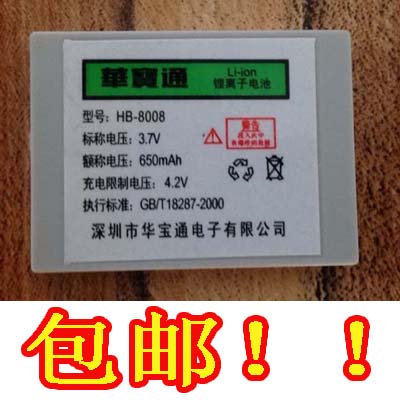 華寶通
Li-ion
锂离子电池
型号: HB-8008
标称电压: 3.7V
额称电压: 650mAh
充电限制电压: 4.2V
执行标准: GB/T18287-2000
警告
深圳市华宝通电子有限公司
包邮！！